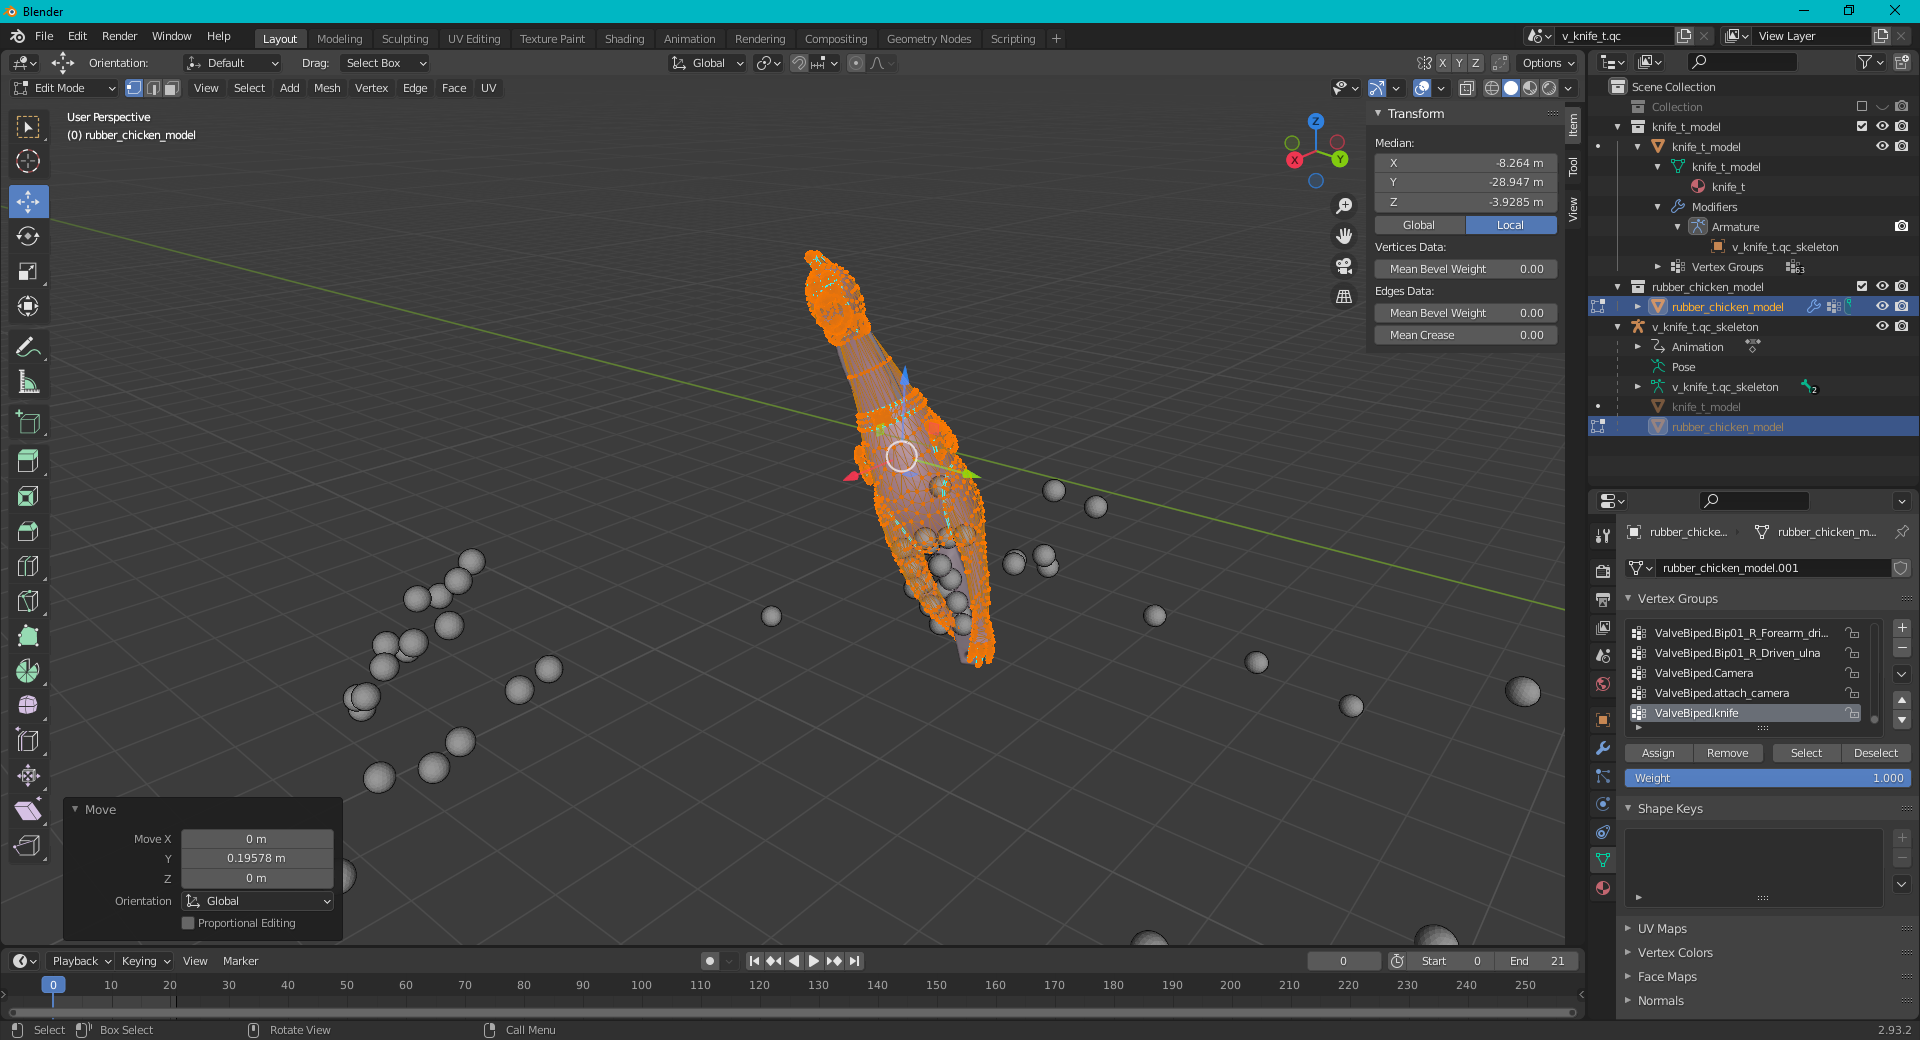 Blender
File Edit Render Window Help Layout Modeling Sculpting UV Editing Texture Paint Shading Animation Rendering Compositing Geometry Nodes Scripting + v_knife_t.qc View Layer
Orientation: Default Drag: Select Box Global X Y Z Options
Edit Mode View Select Add Mesh Vertex Edge Face UV
User Perspective
(0) rubber_chicken_model
Z
X
Y
Transform
Median:
X -8.264 m
Y -28.947 m
Z -3.9285 m
Global Local
Vertices Data:
Mean Bevel Weight 0.00
Edges Data:
Mean Bevel Weight 0.00
Mean Crease 0.00
Item
Tool
View
Scene Collection
Collection
knife_t_model
knife_t_model
knife_t_model
knife_t
Modifiers
Armature
v_knife_t.qc_skeleton
Vertex Groups 63
rubber_chicken_model
rubber_chicken_model
v_knife_t.qc_skeleton
Animation
Pose
v_knife_t.qc_skeleton 2
knife_t_model
rubber_chicken_model
rubber_chicke... rubber_chicken_m...
rubber_chicken_model.001
Vertex Groups
ValveBiped.Bip01_R_Forearm_dri...
ValveBiped.Bip01_R_Driven_ulna
ValveBiped.Camera
ValveBiped.attach_camera
ValveBiped.knife
Assign Remove Select Deselect
Weight 1.000
Shape Keys
UV Maps
Vertex Colors
Face Maps
Normals
Move
Move X 0 m
Y 0.19578 m
Z 0 m
Orientation Global
Proportional Editing
Playback Keying View Marker 0 Start 0 End 21
0 10 20 30 40 50 60 70 80 90 100 110 120 130 140 150 160 170 180 190 200 210 220 230 240 250
Select Box Select Rotate View Call Menu 2.93.2